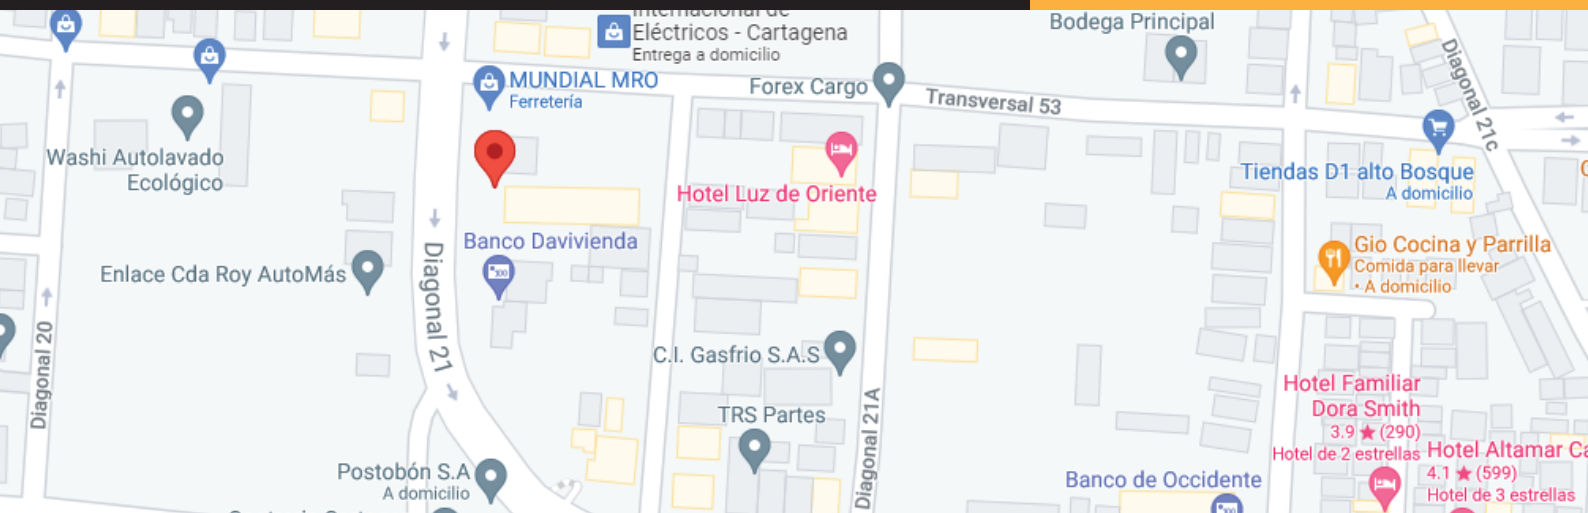 Internacional de
Eléctricos - Cartagena
Entrega a domicilio
Bodega Principal
MUNDIAL MRO
Ferretería
Forex Cargo
Transversal 53
Diagonal 21c
Washi Autolavado
Ecológico
Hotel Luz de Oriente
Tiendas D1 alto Bosque
A domicilio
Banco Davivienda
Enlace Cda Roy AutoMás
Diagonal 21
Gio Cocina y Parrilla
Comida para llevar
· A domicilio
Diagonal 20
C.I. Gasfrio S.A.S
TRS Partes
Diagonal 21A
Hotel Familiar
Dora Smith
3.9 ★ (290)
Hotel de 2 estrellas
Hotel Altamar Ca
4.1 ★ (599)
Hotel de 3 estrellas
Postobón S.A
A domicilio
Banco de Occidente